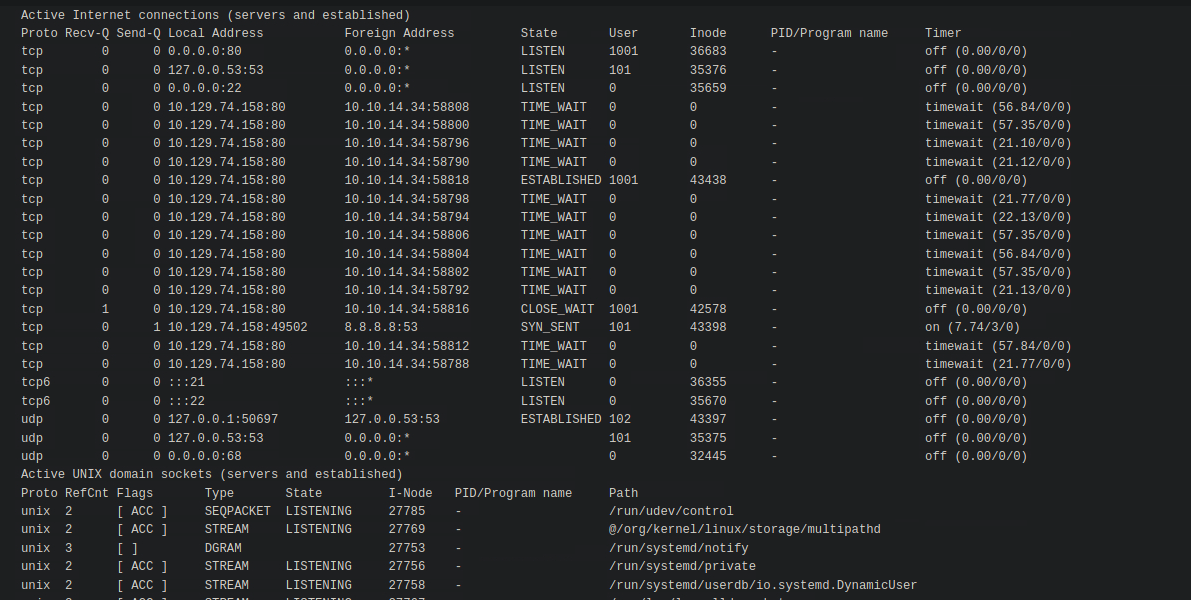 Active Internet connections (servers and established)
Proto Recv-Q Send-Q Local Address           Foreign Address         State       User       Inode      PID/Program name     Timer
tcp        0      0 0.0.0.0:80              0.0.0.0:*               LISTEN      1001       36683      -                    off (0.00/0/0)
tcp        0      0 127.0.0.53:53           0.0.0.0:*               LISTEN      101        35376      -                    off (0.00/0/0)
tcp        0      0 0.0.0.0:22              0.0.0.0:*               LISTEN      0          35659      -                    off (0.00/0/0)
tcp        0      0 10.129.74.158:80        10.10.14.34:58808       TIME_WAIT   0          0          -                    timewait (56.84/0/0)
tcp        0      0 10.129.74.158:80        10.10.14.34:58800       TIME_WAIT   0          0          -                    timewait (57.35/0/0)
tcp        0      0 10.129.74.158:80        10.10.14.34:58796       TIME_WAIT   0          0          -                    timewait (21.10/0/0)
tcp        0      0 10.129.74.158:80        10.10.14.34:58790       TIME_WAIT   0          0          -                    timewait (21.12/0/0)
tcp        0      0 10.129.74.158:80        10.10.14.34:58818       ESTABLISHED 1001       43438      -                    off (0.00/0/0)
tcp        0      0 10.129.74.158:80        10.10.14.34:58798       TIME_WAIT   0          0          -                    timewait (21.77/0/0)
tcp        0      0 10.129.74.158:80        10.10.14.34:58794       TIME_WAIT   0          0          -                    timewait (22.13/0/0)
tcp        0      0 10.129.74.158:80        10.10.14.34:58806       TIME_WAIT   0          0          -                    timewait (57.35/0/0)
tcp        0      0 10.129.74.158:80        10.10.14.34:58804       TIME_WAIT   0          0          -                    timewait (56.84/0/0)
tcp        0      0 10.129.74.158:80        10.10.14.34:58802       TIME_WAIT   0          0          -                    timewait (57.35/0/0)
tcp        0      0 10.129.74.158:80        10.10.14.34:58792       TIME_WAIT   0          0          -                    timewait (21.13/0/0)
tcp        1      0 10.129.74.158:80        10.10.14.34:58816       CLOSE_WAIT  1001       42578      -                    off (0.00/0/0)
tcp        0      1 10.129.74.158:49502     8.8.8.8:53              SYN_SENT    101        43398      -                    on (7.74/3/0)
tcp        0      0 10.129.74.158:80        10.10.14.34:58812       TIME_WAIT   0          0          -                    timewait (57.84/0/0)
tcp        0      0 10.129.74.158:80        10.10.14.34:58788       TIME_WAIT   0          0          -                    timewait (21.77/0/0)
tcp6       0      0 :::21                   :::*                    LISTEN      0          36355      -                    off (0.00/0/0)
tcp6       0      0 :::22                   :::*                    LISTEN      0          35670      -                    off (0.00/0/0)
udp        0      0 127.0.0.1:50697         127.0.0.53:53           ESTABLISHED 102        43397      -                    off (0.00/0/0)
udp        0      0 127.0.0.53:53           0.0.0.0:*                           101        35375      -                    off (0.00/0/0)
udp        0      0 0.0.0.0:68              0.0.0.0:*                           0          32445      -                    off (0.00/0/0)
Active UNIX domain sockets (servers and established)
Proto RefCnt Flags       Type       State         I-Node   PID/Program name     Path
unix  2      [ ACC ]     SEQPACKET  LISTENING     27785    -                    /run/udev/control
unix  2      [ ACC ]     STREAM     LISTENING     27769    -                    @/org/kernel/linux/storage/multipathd
unix  3      [ ]         DGRAM                    27753    -                    /run/systemd/notify
unix  2      [ ACC ]     STREAM     LISTENING     27756    -                    /run/systemd/private
unix  2      [ ACC ]     STREAM     LISTENING     27758    -                    /run/systemd/userdb/io.systemd.DynamicUser